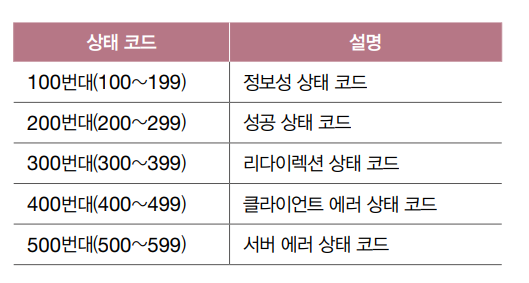 상태 코드 설명
100번대(100～199) 정보성 상태 코드
200번대(200～299) 성공 상태 코드
300번대(300～399) 리다이렉션 상태 코드
400번대(400～499) 클라이언트 에러 상태 코드
500번대(500～599) 서버 에러 상태 코드